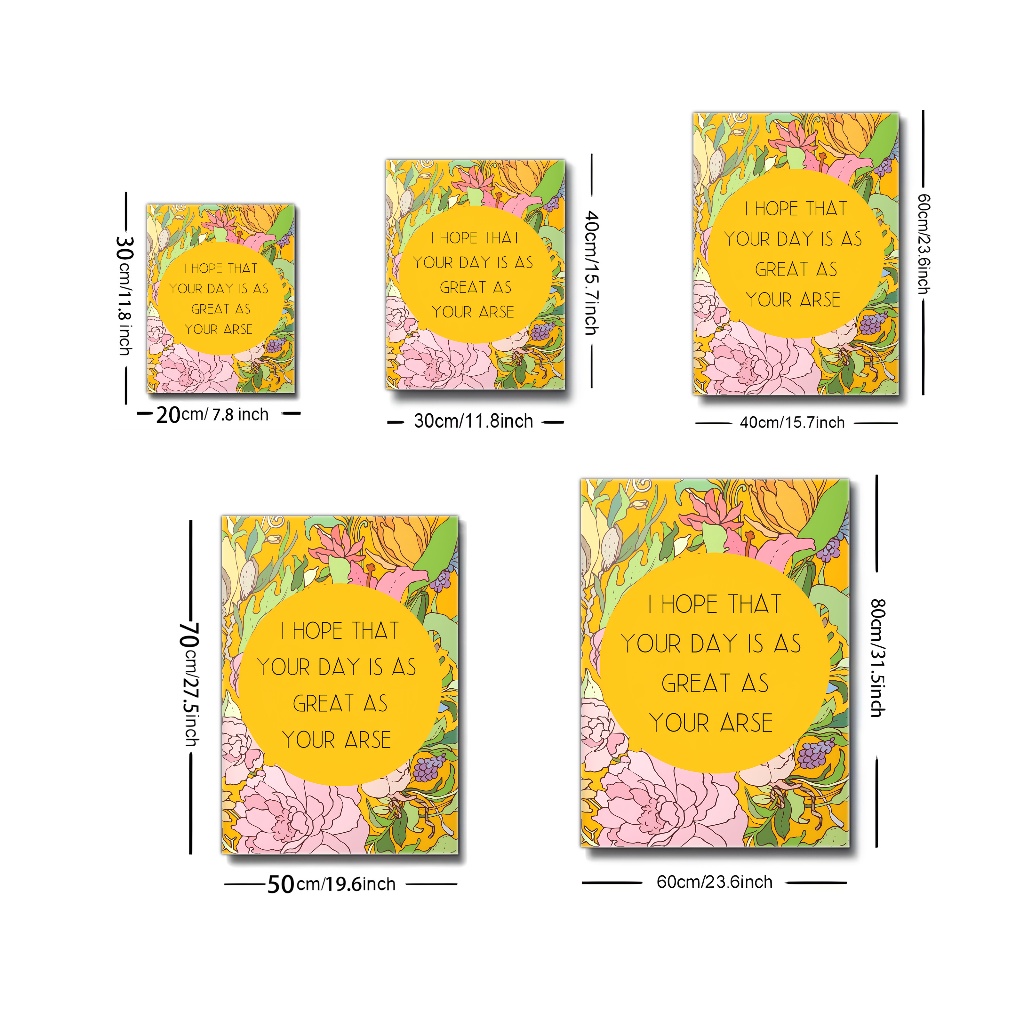 I HOPE THAT
YOUR DAY IS AS
GREAT AS
YOUR ARSE
30cm/11.8 inch
20cm/ 7.8 inch
I HOPE THAT
YOUR DAY IS AS
GREAT AS
YOUR ARSE
40cm/15.7inch
30cm/11.8inch
I HOPE THAT
YOUR DAY IS AS
GREAT AS
YOUR ARSE
60cm/23.6inch
40cm/15.7inch
70cm/27.5inch
I HOPE THAT
YOUR DAY IS AS
GREAT AS
YOUR ARSE
50cm/19.6inch
I HOPE THAT
YOUR DAY IS AS
GREAT AS
YOUR ARSE
80cm/31.5inch
60cm/23.6inch